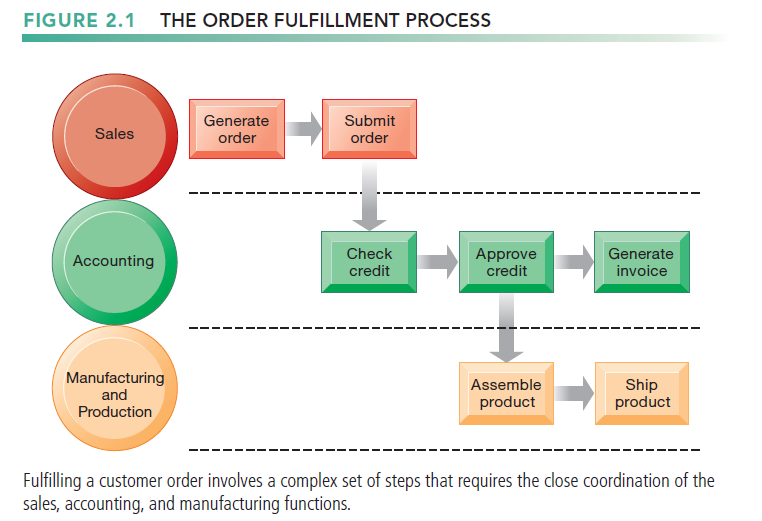 FIGURE 2.1 THE ORDER FULFILLMENT PROCESS
Sales
Generate
order
Submit
order
Accounting
Check
credit
Approve
credit
Generate
invoice
Manufacturing
and
Production
Assemble
product
Ship
product
Fulfilling a customer order involves a complex set of steps that requires the close coordination of the
sales, accounting, and manufacturing functions.